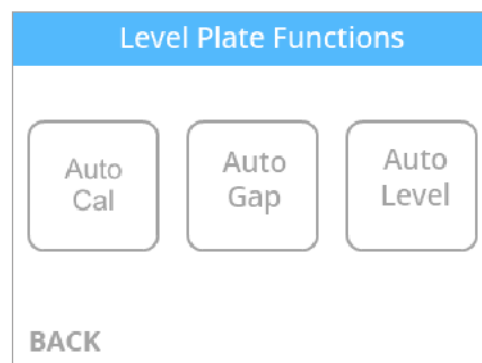 Level Plate Functions
Auto
Cal
Auto
Gap
Auto
Level
BACK